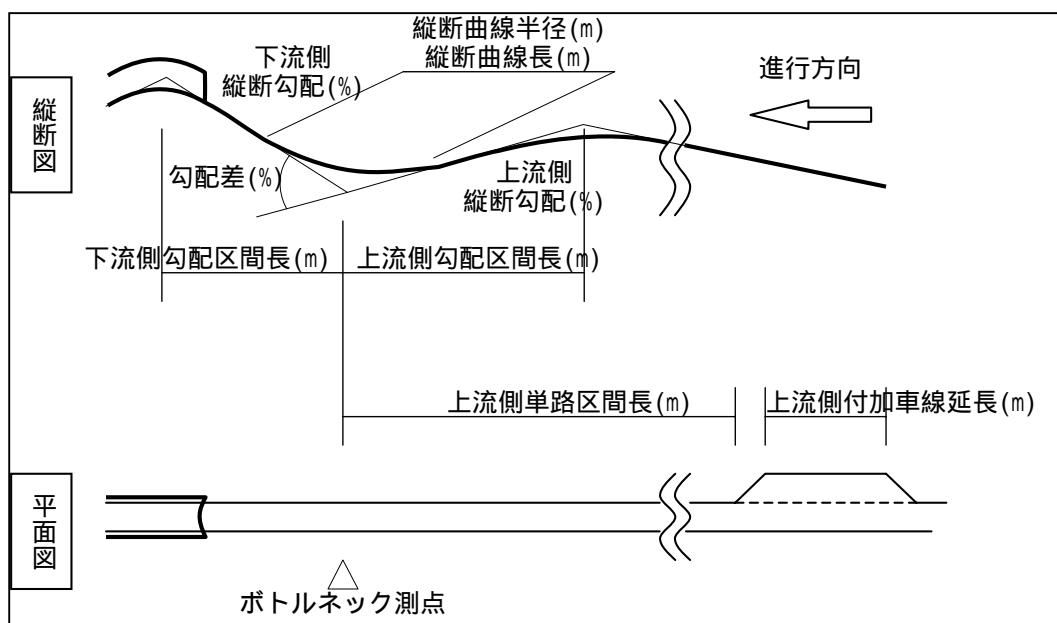 縦断曲線半径(m)
縦断曲線長(m)
下流側
縦断勾配(%)
進行方向
縦断図
勾配差(%)
上流側
縦断勾配(%)
下流側勾配区間長(m)
上流側勾配区間長(m)
上流側単路区間長(m)
上流側付加車線延長(m)
平面図
ボトルネック測点